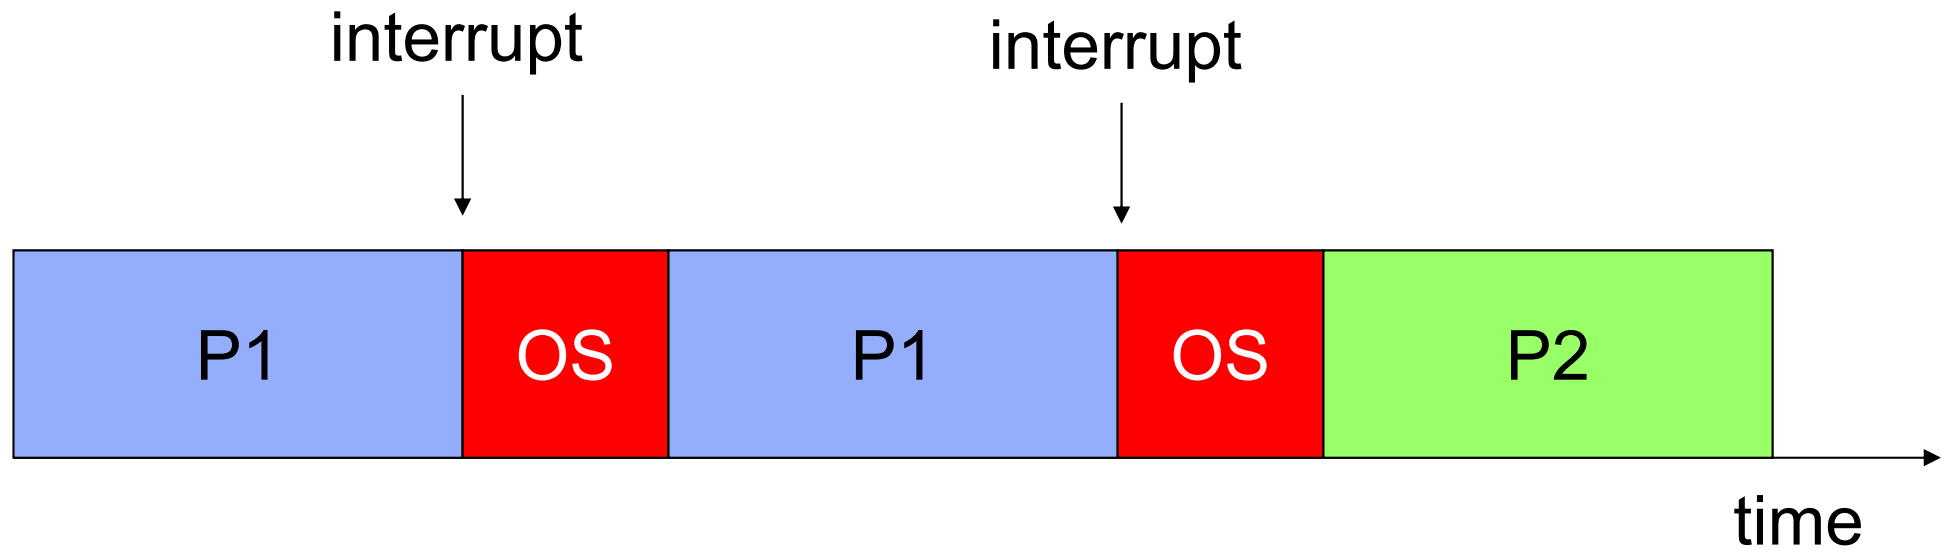 interrupt
interrupt
P1
OS
P1
OS
P2
time